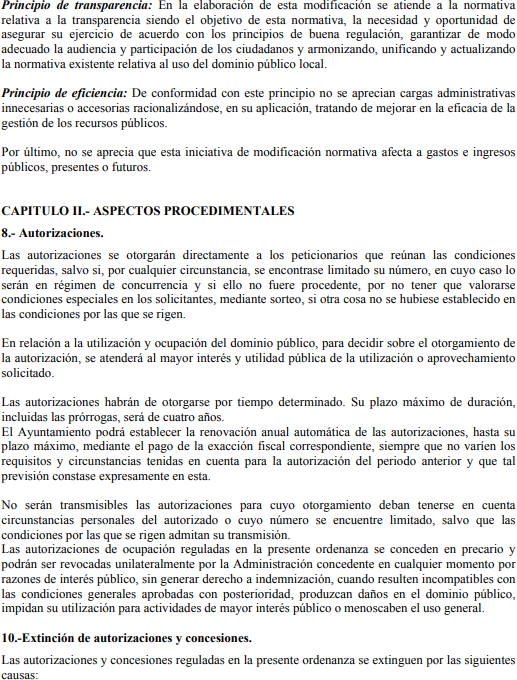 Principio de transparencia: En la elaboración de esta modificación se atiende a la normativa
relativa a la transparencia siendo el objetivo de esta normativa, la necesidad y oportunidad de
asegurar su ejercicio de acuerdo con los principios de buena regulación, garantizar de modo
adecuado la audiencia y participación de los ciudadanos y armonizando, unificando y actualizando
la normativa existente relativa al uso del dominio público local.
Principio de eficiencia: De conformidad con este principio no se aprecian cargas administrativas
innecesarias o accesorias racionalizándose, en su aplicación, tratando de mejorar en la eficacia de la
gestión de los recursos públicos.
Por último, no se aprecia que esta iniciativa de modificación normativa afecta a gastos e ingresos
públicos, presentes o futuros.
CAPITULO II.- ASPECTOS PROCEDIMENTALES
8.- Autorizaciones.
Las autorizaciones se otorgarán directamente a los peticionarios que reúnan las condiciones
requeridas, salvo si, por cualquier circunstancia, se encontrase limitado su número, en cuyo caso lo
serán en régimen de concurrencia y si ello no fuere procedente, por no tener que valorarse
condiciones especiales en los solicitantes, mediante sorteo, si otra cosa no se hubiese establecido en
las condiciones por las que se rigen.
En relación a la utilización y ocupación del dominio público, para decidir sobre el otorgamiento de
la autorización, se atenderá al mayor interés y utilidad pública de la utilización o aprovechamiento
solicitado.
Las autorizaciones habrán de otorgarse por tiempo determinado. Su plazo máximo de duración,
incluidas las prórrogas, será de cuatro años.
El Ayuntamiento podrá establecer la renovación anual automática de las autorizaciones, hasta su
plazo máximo, mediante el pago de la exacción fiscal correspondiente, siempre que no varíen los
requisitos y circunstancias tenidas en cuenta para la autorización del periodo anterior y que tal
previsión constase expresamente en esta.
No serán transmisibles las autorizaciones para cuyo otorgamiento deban tenerse en cuenta
circunstancias personales del autorizado o cuyo número se encuentre limitado, salvo que las
condiciones por las que se rigen admitan su transmisión.
Las autorizaciones de ocupación reguladas en la presente ordenanza se conceden en precario y
podrán ser revocadas unilateralmente por la Administración concedente en cualquier momento por
razones de interés público, sin generar derecho a indemnización, cuando resulten incompatibles con
las condiciones generales aprobadas con posterioridad, produzcan daños en el dominio público,
impidan su utilización para actividades de mayor interés público o menoscaben el uso general.
10.-Extinción de autorizaciones y concesiones.
Las autorizaciones y concesiones reguladas en la presente ordenanza se extinguen por las siguientes
causas: